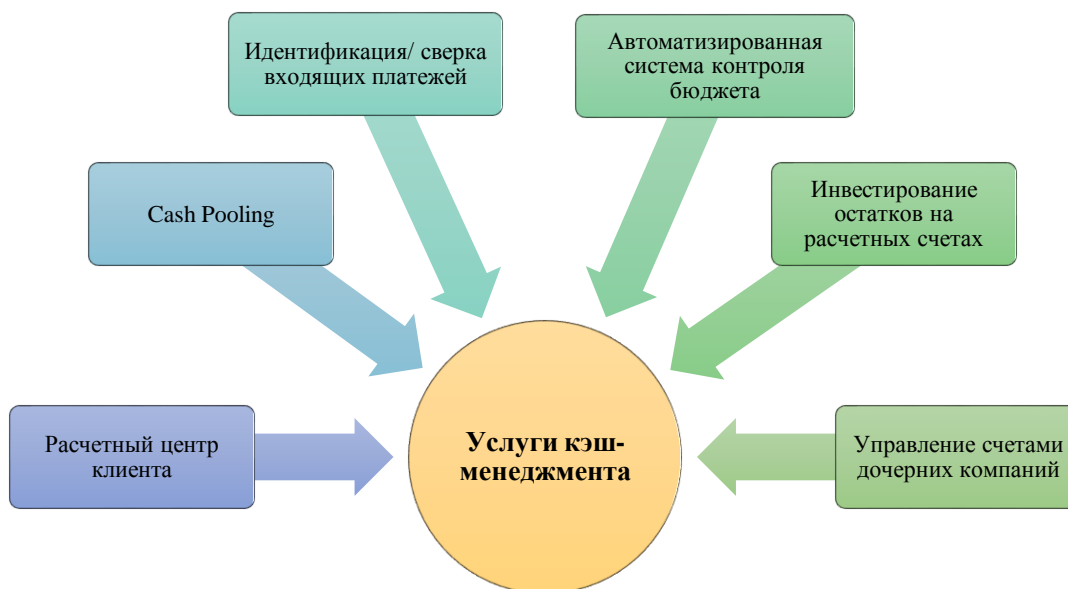 Идентификация/ сверка
входящих платежей
Автоматизированная
система контроля
бюджета
Cash Pooling
Инвестирование
остатков на
расчетных счетах
Расчетный центр
клиента
Услуги кэш-
менеджмента
Управление счетами
дочерних компаний